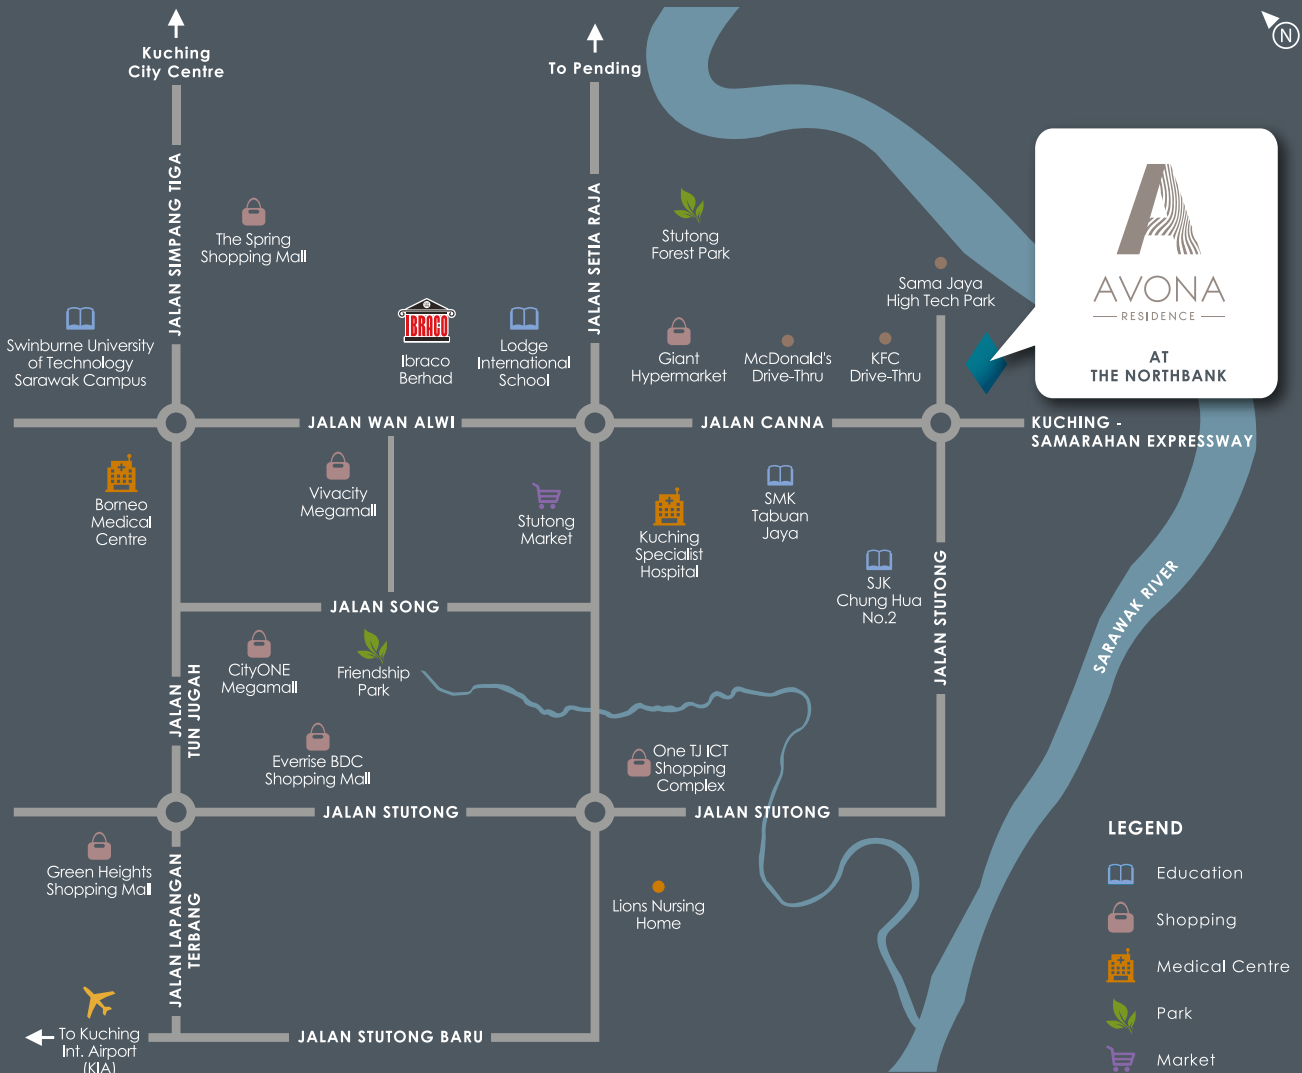 Kuching
City Centre
To Pending
N
JALAN SIMPANG TIGA
The Spring
Shopping Mall
JALAN SETIA RAJA
Stutong
Forest Park
Sama Jaya
High Tech Park
AVONA
RESIDENCE
AT
THE NORTHBANK
Swinburne University
of Technology
Sarawak Campus
IBRACO
Ibraco
Berhad
Lodge
International
School
Giant
Hypermarket
McDonald's
Drive-Thru
KFC
Drive-Thru
JALAN WAN ALWI
JALAN CANNA
KUCHING -
SAMARAHAN EXPRESSWAY
Borneo
Medical
Centre
Vivacity
Megamall
Stutong
Market
Kuching
Specialist
Hospital
SMK
Tabuan
Jaya
SJK
Chung Hua
No.2
JALAN STUTONG
SARAWAK RIVER
JALAN SONG
CityONE
Megamall
Friendship
Park
JALAN
TUN JUGAH
Everrise BDC
Shopping Mall
One TJ ICT
Shopping
Complex
JALAN STUTONG
JALAN STUTONG
Green Heights
Shopping Mall
JALAN LAPANGAN
TERBANG
Lions Nursing
Home
To Kuching
Int. Airport
(KIA)
JALAN STUTONG BARU
LEGEND
Education
Shopping
Medical Centre
Park
Market